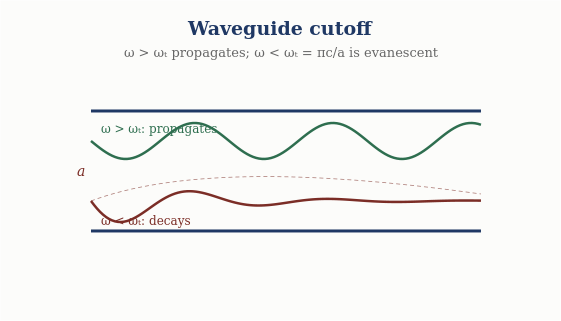 Waveguide cutoff
ω > ωₜ propagates; ω < ωₜ = πc/a is evanescent
ω > ωₜ: propagates
a
ω < ωₜ: decays